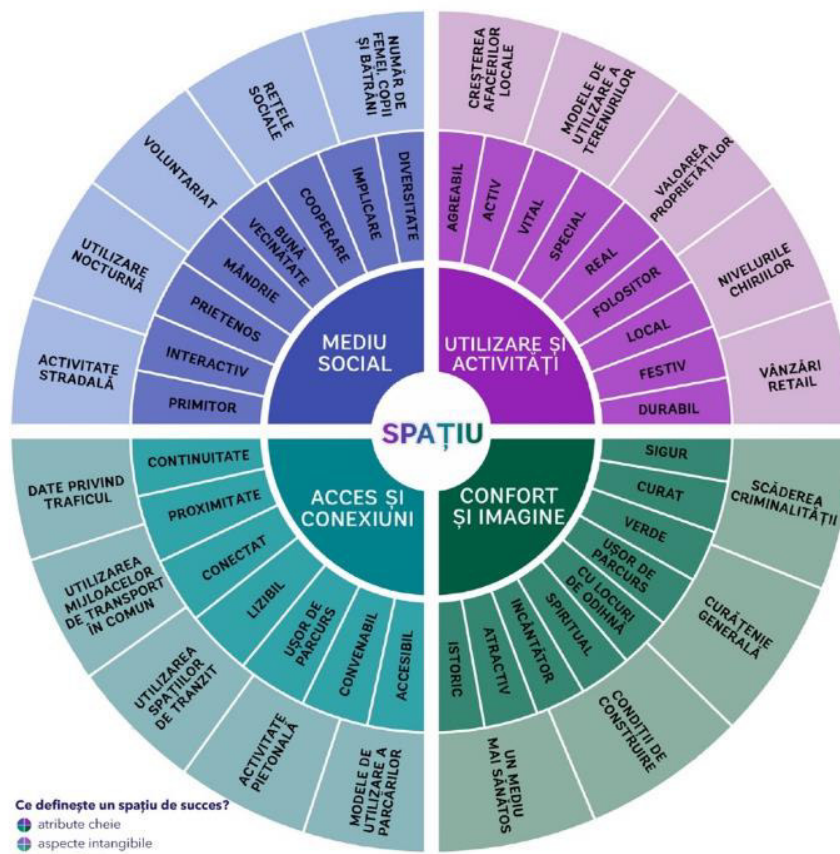 NUMĂR DE
FEMEI, COPII
ȘI BĂTRÂNI
REȚELE
SOCIALE
VOLUNTARIAT
UTILIZARE
NOCTURNĂ
ACTIVITATE
STRADALĂ
DIVERSITATE
IMPLICARE
COOPERARE
BUNĂ
VECINĂTATE
MÂNDRIE
PRIETENOS
INTERACTIV
PRIMITOR
MEDIU
SOCIAL
CREȘTEREA
AFACERILOR
LOCALE
MODELE DE
UTILIZARE A
TERENURILOR
VALOAREA
PROPRIETĂȚILOR
NIVELURILE
CHIRIILOR
VÂNZĂRI
RETAIL
AGREABIL
ACTIV
VITAL
SPECIAL
REAL
FOLOSITOR
LOCAL
FESTIV
DURABIL
UTILIZARE ȘI
ACTIVITĂȚI
SPAȚIU
ACCES ȘI
CONEXIUNI
CONTINUITATE
PROXIMITATE
CONECTAT
LIZIBIL
UȘOR DE
PARCURS
CONVENABIL
ACCESIBIL
DATE PRIVIND
TRAFICUL
UTILIZAREA
MIJLOACELOR
DE TRANSPORT
ÎN COMUN
UTILIZAREA
SPAȚIILOR
DE TRANZIT
ACTIVITATE
PIETONALĂ
MODELE DE
UTILIZARE A
PARCĂRILOR
CONFORT
ȘI IMAGINE
SIGUR
CURAT
VERDE
UȘOR DE
PARCURS
CU LOCURI
DE ODIHNĂ
SPIRITUAL
INCÂNTĂTOR
ATRACTIV
ISTORIC
SCĂDEREA
CRIMINALITĂȚII
CURĂȚENIE
GENERALĂ
CONDIȚII DE
CONSTRUIRE
UN MEDIU
MAI SĂNĂTOS
Ce definește un spațiu de succes?
atribute cheie
aspecte intangibile